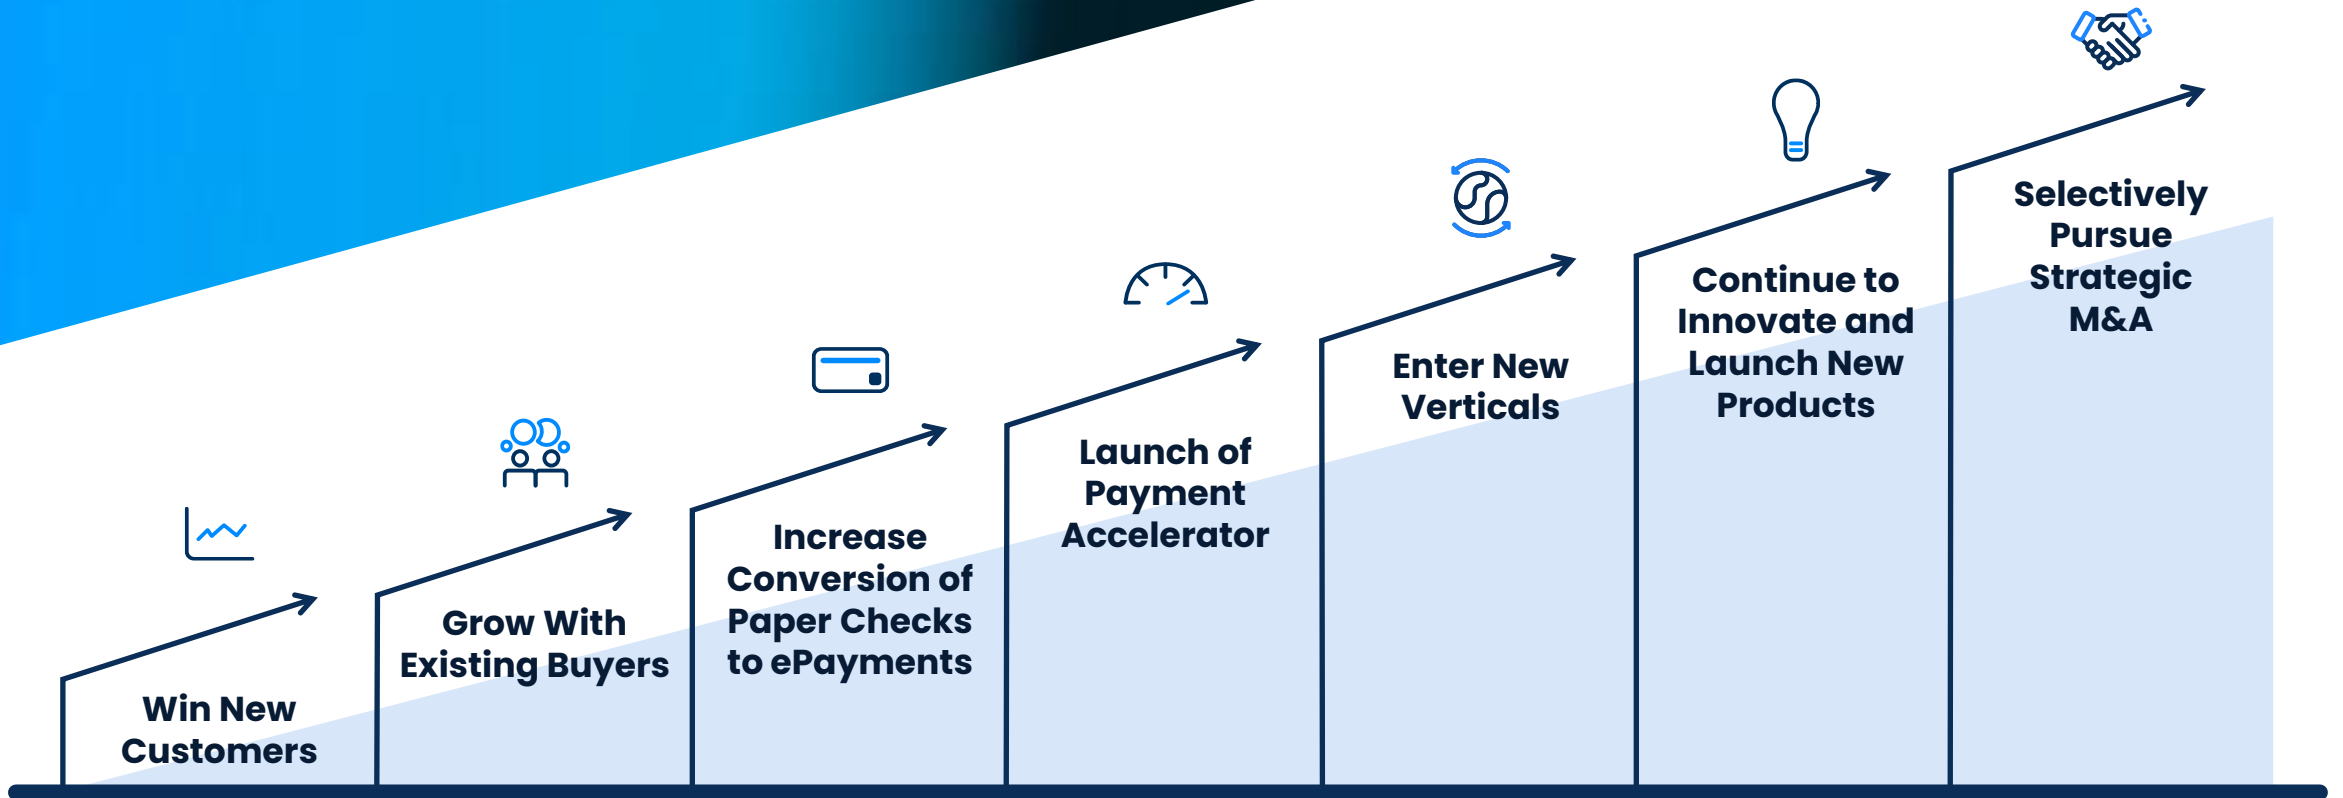 Win New
Customers
Grow With
Existing Buyers
Increase
Conversion of
Paper Checks
to ePayments
Launch of
Payment
Accelerator
Enter New
Verticals
Continue to
Innovate and
Launch New
Products
Selectively
Pursue
Strategic
M&A